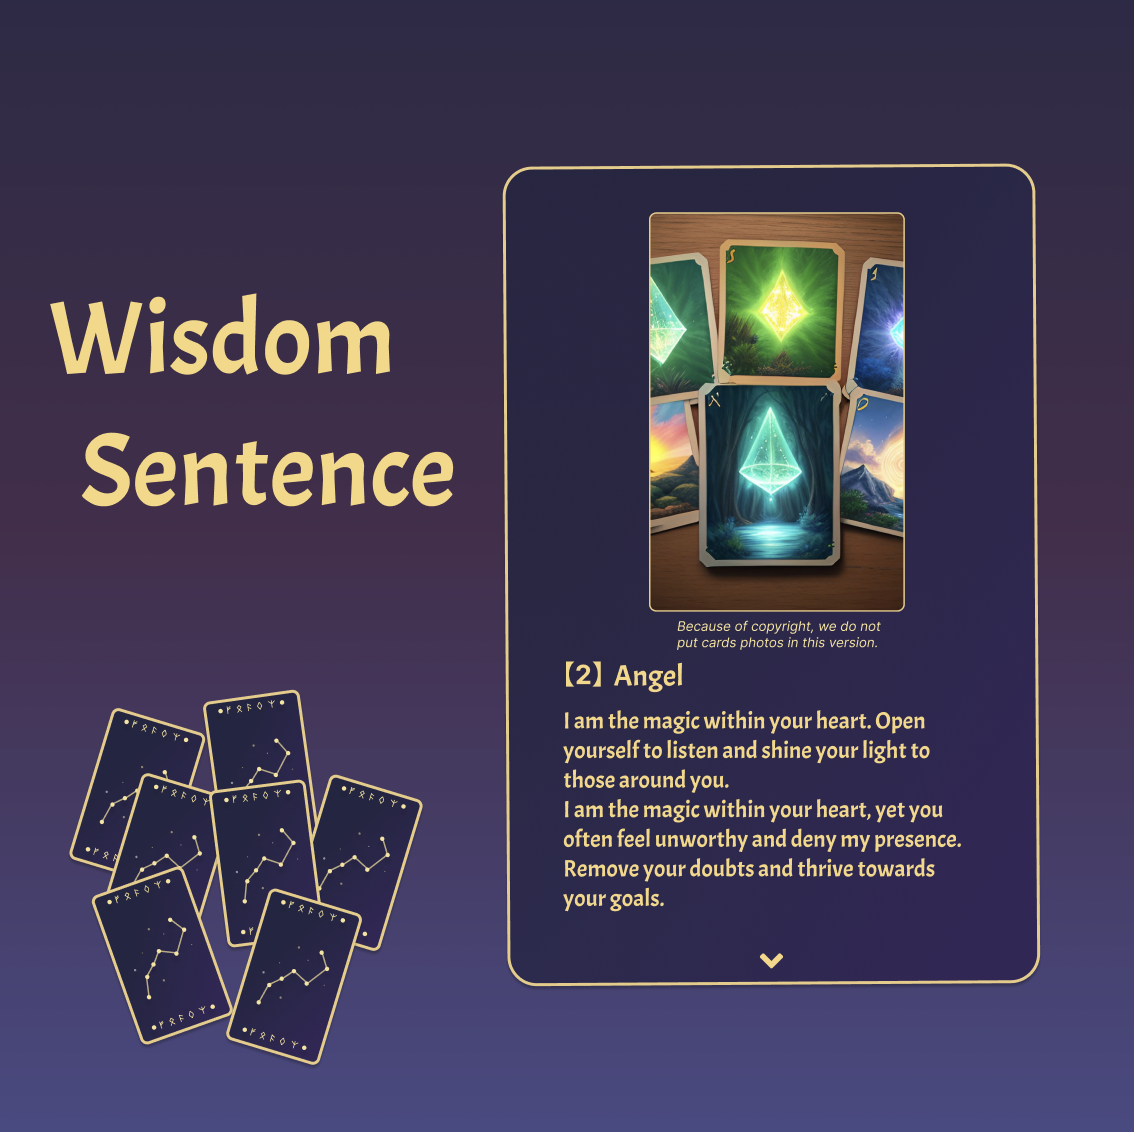 Wisdom
Sentence
Because of copyright, we do not
put cards photos in this version.
【2】Angel
I am the magic within your heart. Open
yourself to listen and shine your light to
those around you.
I am the magic within your heart, yet you
often feel unworthy and deny my presence.
Remove your doubts and thrive towards
your goals.